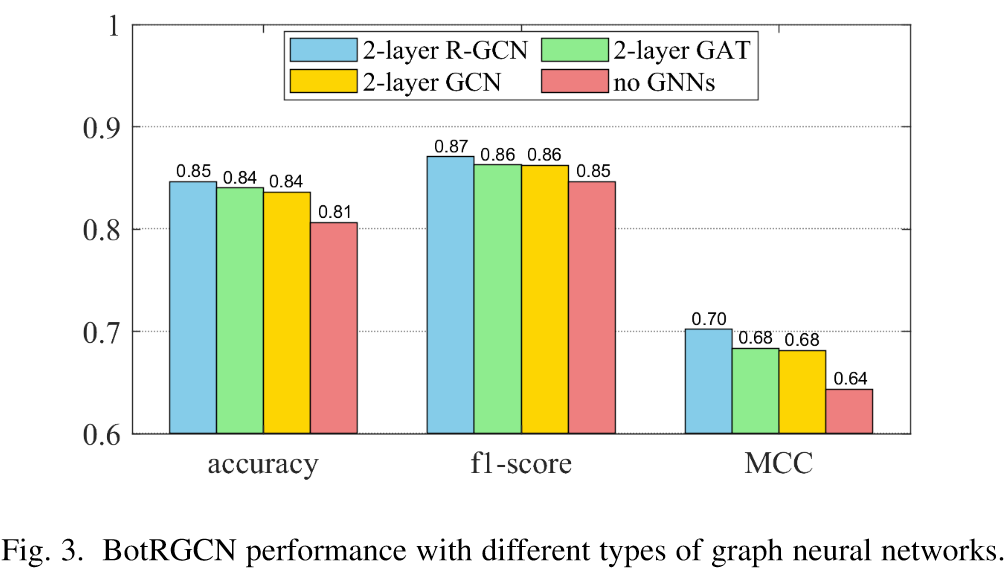 1
2-layer R-GCN 2-layer GAT
2-layer GCN no GNNs
0.9
0.85 0.84 0.84 0.81
0.87 0.86 0.86 0.85
0.8
0.7
0.70 0.68 0.68 0.64
0.6
accuracy f1-score MCC
Fig. 3. BotRGCN performance with different types of graph neural networks.